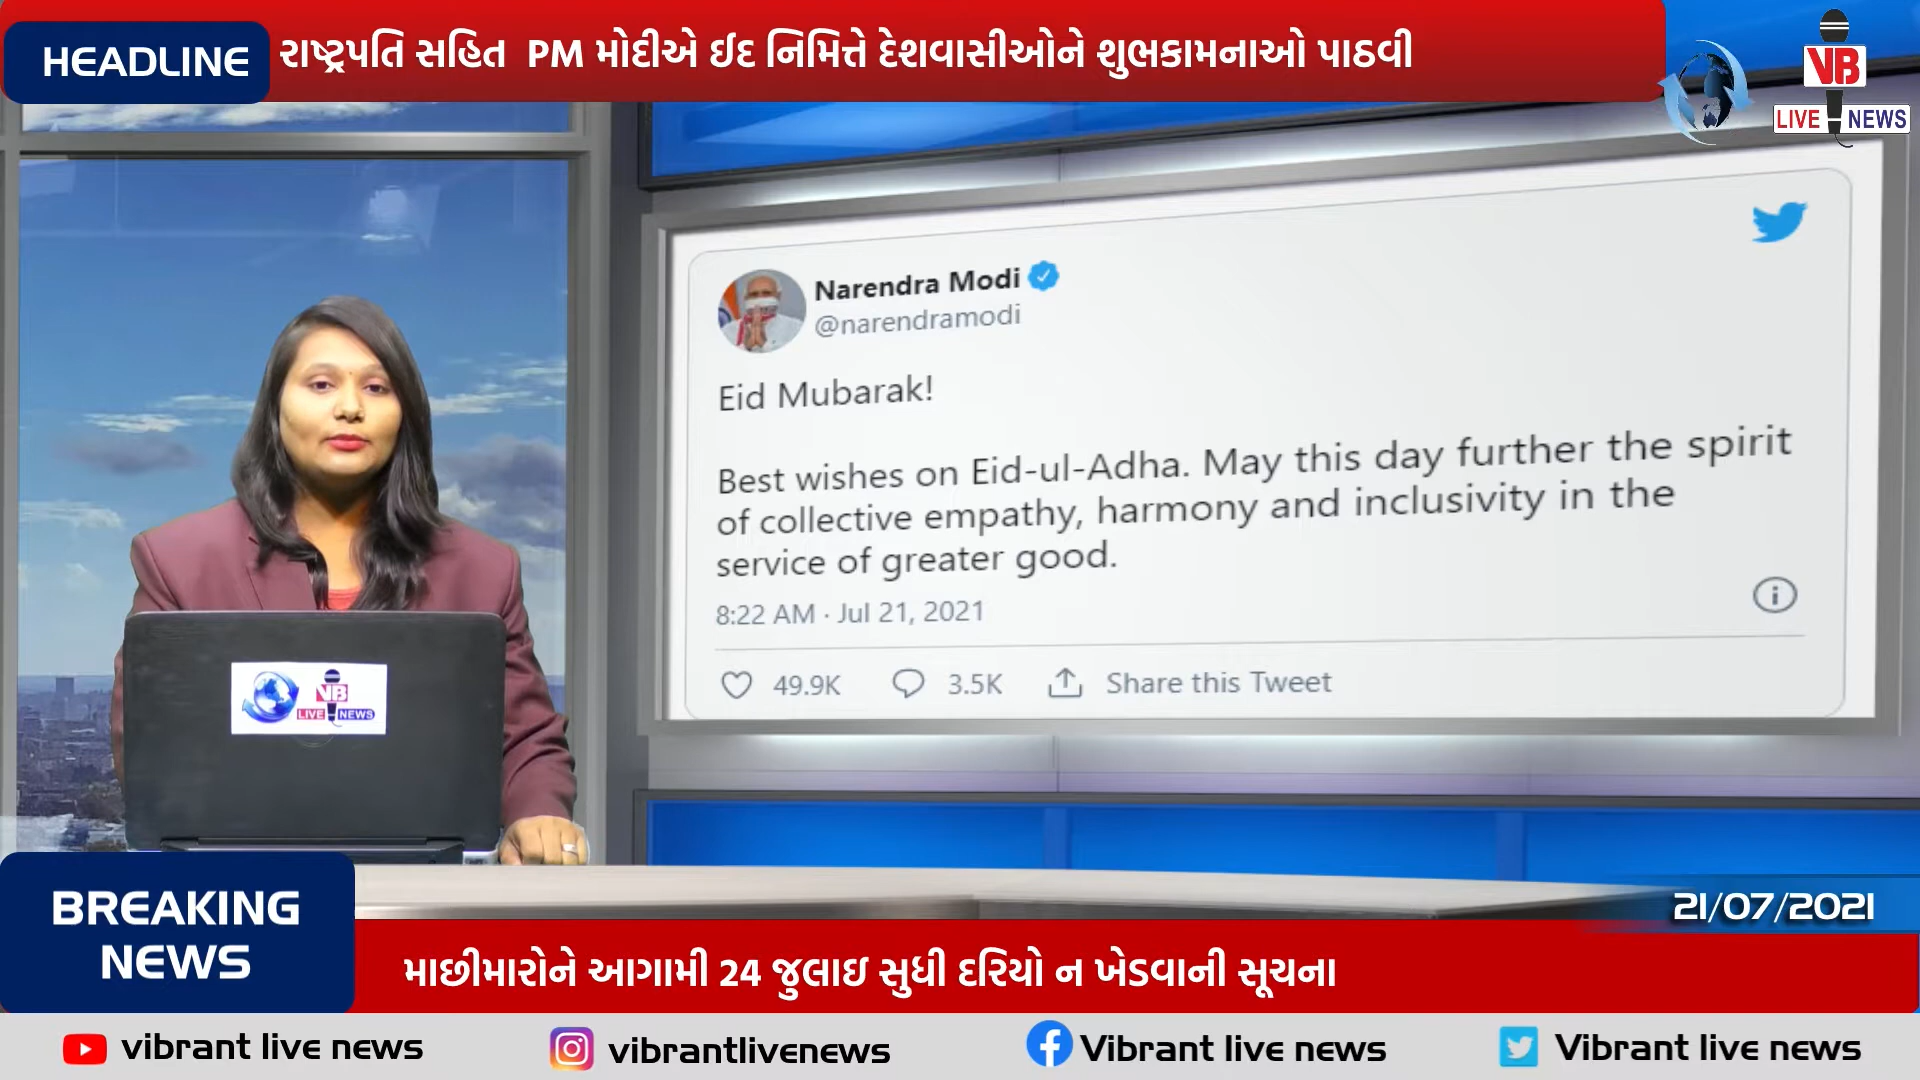 HEADLINE
રાષ્ટ્રપતિ સહિત PM મોદીએ ઈદ નિમિત્તે દેશવાસીઓને શુભકામનાઓ પાઠવી
VB
LIVE NEWS
Narendra Modi
@narendramodi
Eid Mubarak!
Best wishes on Eid-ul-Adha. May this day further the spirit
of collective empathy, harmony and inclusivity in the
service of greater good.
8:22 AM · Jul 21, 2021
49.9K 3.5K Share this Tweet
VB
LIVE NEWS
BREAKING
NEWS
21/07/2021
માછીમારોને આગામી 24 જુલાઇ સુધી દરિયો ન ખેડવાની સૂચના
vibrant live news
vibrantlivenews
Vibrant live news
Vibrant live news